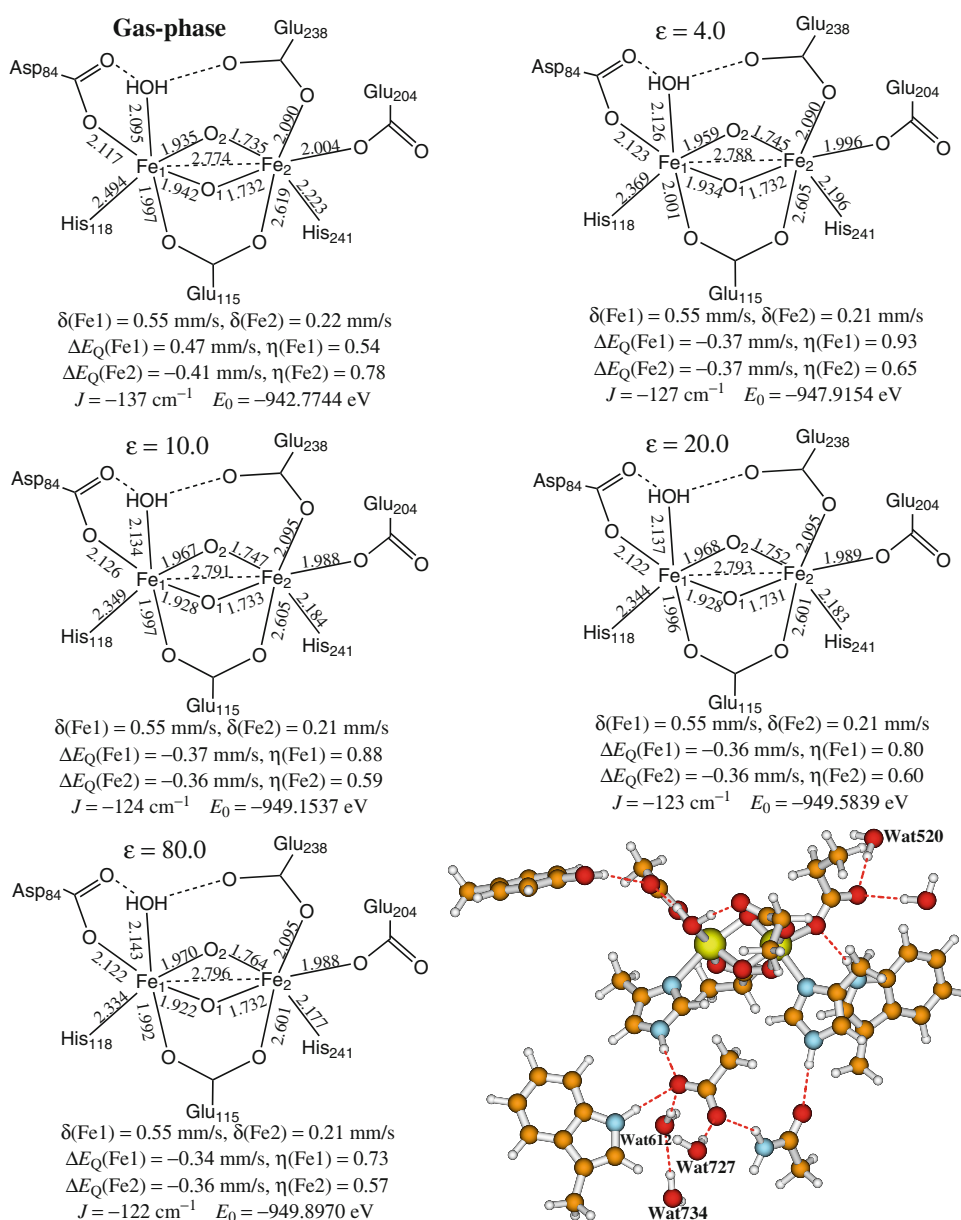 Gas-phase
Glu238
Asp84
O
O
HOH
O
O
Glu204
2.095
2.090
1.935 O2 1.735
2.004 O
2.117
2.774
Fe1
Fe2
O
2.494
1.942 O1 1.732
2.223
1.997
2.619
His118
His241
O
O
Glu115
δ(Fe1) = 0.55 mm/s, δ(Fe2) = 0.22 mm/s
ΔEQ(Fe1) = 0.47 mm/s, η(Fe1) = 0.54
ΔEQ(Fe2) = −0.41 mm/s, η(Fe2) = 0.78
J = −137 cm−1 E0 = −942.7744 eV
ε = 4.0
Glu238
Asp84
O
O
HOH
O
O
Glu204
2.126
2.090
1.959 O2 1.745
1.996 O
2.123
2.788
Fe1
Fe2
O
2.369
1.934 O1 1.732
2.196
2.001
2.605
His118
His241
O
O
Glu115
δ(Fe1) = 0.55 mm/s, δ(Fe2) = 0.21 mm/s
ΔEQ(Fe1) = −0.37 mm/s, η(Fe1) = 0.93
ΔEQ(Fe2) = −0.37 mm/s, η(Fe2) = 0.65
J = −127 cm−1 E0 = −947.9154 eV
ε = 10.0
Glu238
Asp84
O
O
HOH
O
O
Glu204
2.134
2.095
1.967 O2 1.747
1.988 O
2.126
2.791
Fe1
Fe2
O
2.349
1.928 O1 1.733
2.184
1.997
2.605
His118
His241
O
O
Glu115
δ(Fe1) = 0.55 mm/s, δ(Fe2) = 0.21 mm/s
ΔEQ(Fe1) = −0.37 mm/s, η(Fe1) = 0.88
ΔEQ(Fe2) = −0.36 mm/s, η(Fe2) = 0.59
J = −124 cm−1 E0 = −949.1537 eV
ε = 20.0
Glu238
Asp84
O
O
HOH
O
O
Glu204
2.137
2.095
1.968 O2 1.752
1.989 O
2.122
2.793
Fe1
Fe2
O
2.344
1.928 O1 1.731
2.183
1.996
2.601
His118
His241
O
O
Glu115
δ(Fe1) = 0.55 mm/s, δ(Fe2) = 0.21 mm/s
ΔEQ(Fe1) = −0.36 mm/s, η(Fe1) = 0.80
ΔEQ(Fe2) = −0.36 mm/s, η(Fe2) = 0.60
J = −123 cm−1 E0 = −949.5839 eV
ε = 80.0
Glu238
Asp84
O
O
HOH
O
O
Glu204
2.143
2.095
1.970 O2 1.764
1.988 O
2.122
2.796
Fe1
Fe2
O
2.334
1.922 O1 1.732
2.177
1.992
2.601
His118
His241
O
O
Glu115
δ(Fe1) = 0.55 mm/s, δ(Fe2) = 0.21 mm/s
ΔEQ(Fe1) = −0.34 mm/s, η(Fe1) = 0.73
ΔEQ(Fe2) = −0.36 mm/s, η(Fe2) = 0.57
J = −122 cm−1 E0 = −949.8970 eV
Wat520
Wat612
Wat727
Wat734